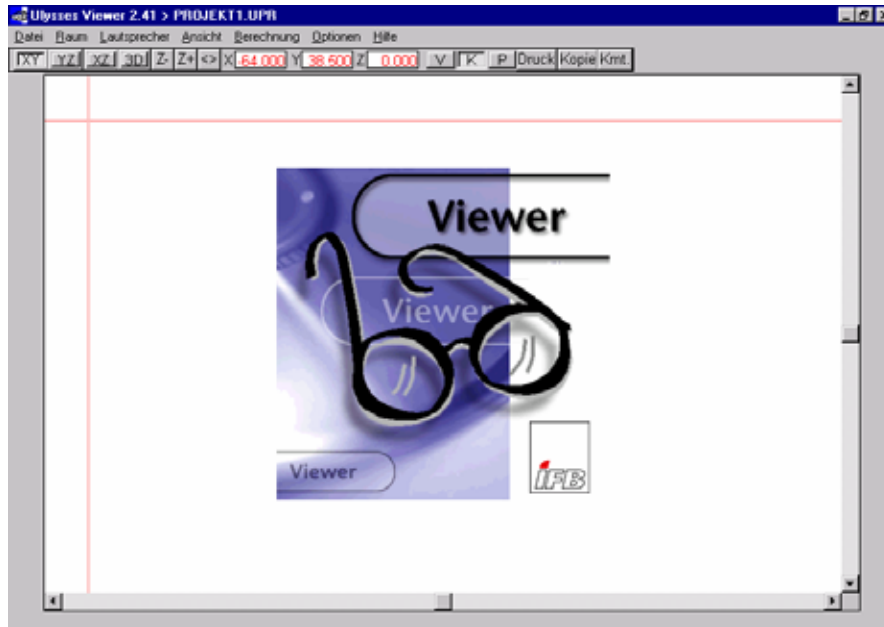 Ulysses Viewer 2.41 > PROJEKT1.UPR
Datei Raum Lautsprecher Ansicht Berechnung Optionen Hilfe
XY YZ XZ 3D Z- Z+ <> X -64.000 Y 38.500 Z 0.000 V K P Druck Kopie Kmt.
Viewer
Viewer
Viewer
IFB